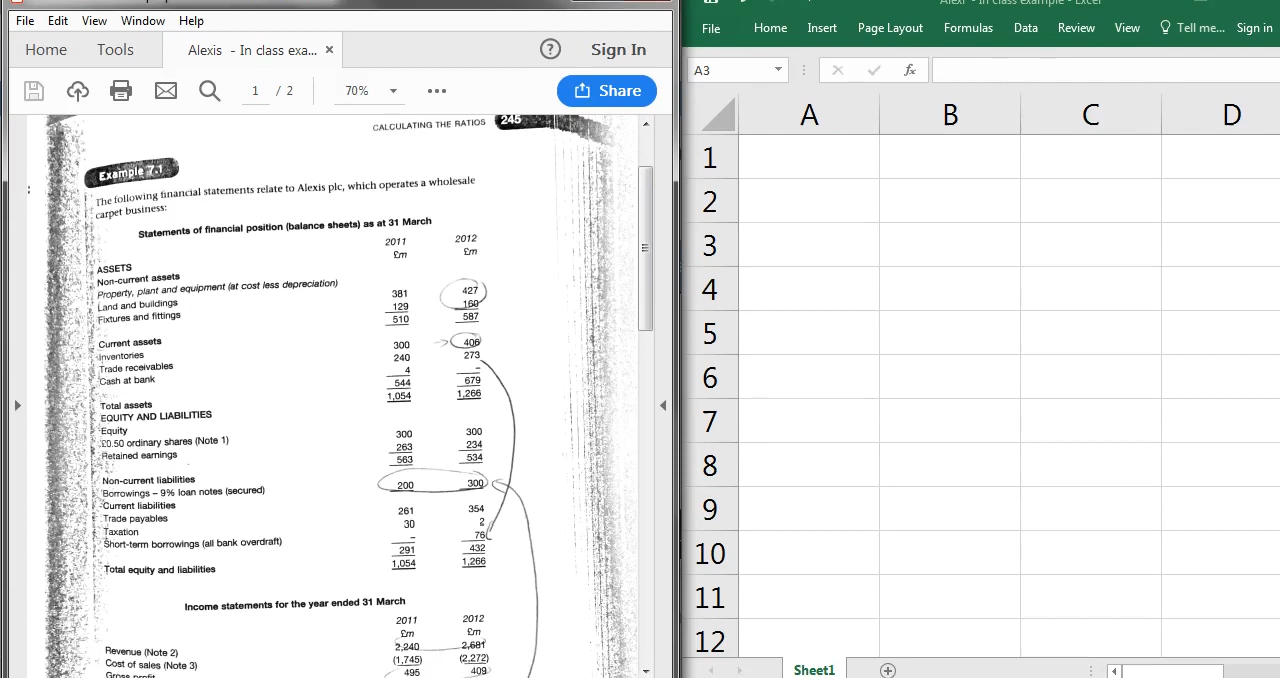 Alexi - In class example - Excel
File Edit View Window Help
Home Tools Alexis - In class exa... × ? Sign In
1 / 2 70% Share
File Home Insert Page Layout Formulas Data Review View Tell me... Sign in
A3 fx
A B C D
1
2
3
4
5
6
7
8
9
10
11
12
Sheet1
CALCULATING THE RATIOS 245
Example 7.1
The following financial statements relate to Alexis plc, which operates a wholesale
carpet business:
Statements of financial position (balance sheets) as at 31 March
2011 2012
£m £m
ASSETS
Non-current assets
Property, plant and equipment (at cost less depreciation)
Land and buildings 381 427
Fixtures and fittings 129 160
510 587
Current assets
Inventories 300 406
Trade receivables 240 273
Cash at bank 4 –
544 679
Total assets 1,054 1,266
EQUITY AND LIABILITIES
Equity
£0.50 ordinary shares (Note 1) 300 300
Retained earnings 263 234
563 534
Non-current liabilities
Borrowings – 9% loan notes (secured) 200 300
Current liabilities
Trade payables 261 354
Taxation 30 2
Short-term borrowings (all bank overdraft) – 76
291 432
Total equity and liabilities 1,054 1,266
Income statements for the year ended 31 March
2011 2012
£m £m
Revenue (Note 2) 2,240 2,681
Cost of sales (Note 3) (1,745) (2,272)
Gross profit 495 409